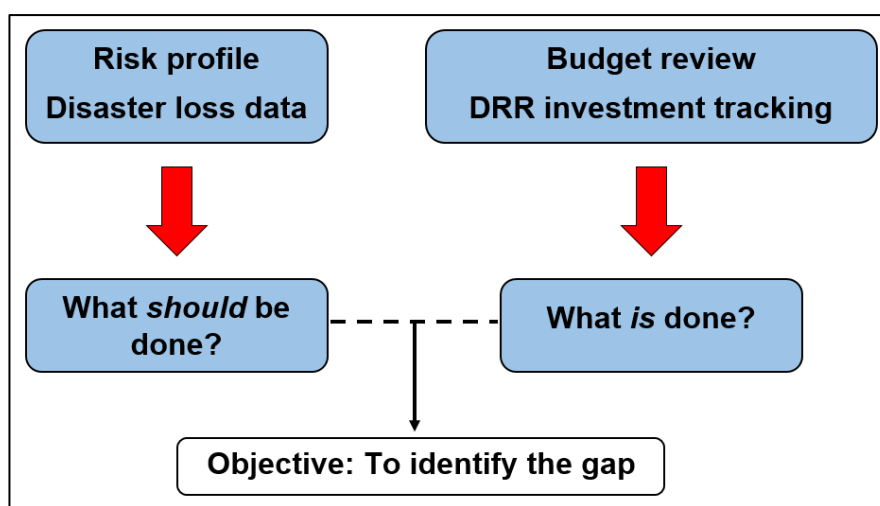 Risk profile
Disaster loss data
Budget review
DRR investment tracking
What should be
done?
What is done?
Objective: To identify the gap